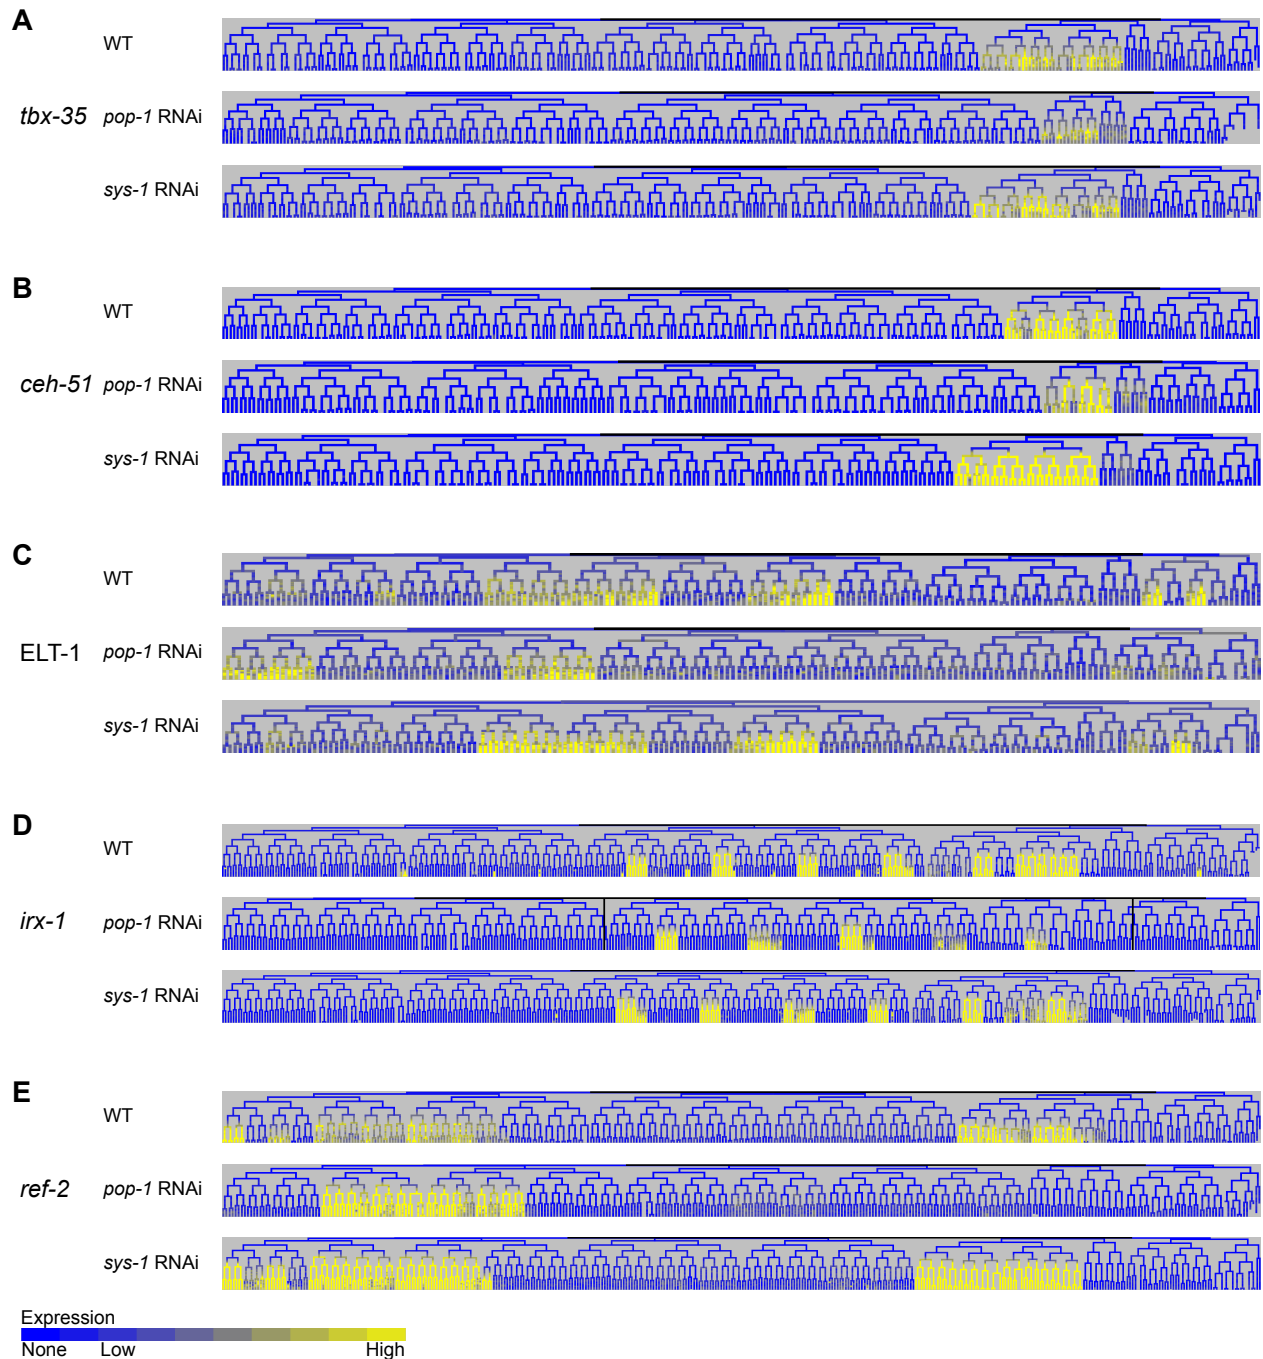 A
WT
tbx-35 pop-1 RNAi
sys-1 RNAi
B
WT
ceh-51 pop-1 RNAi
sys-1 RNAi
C
WT
ELT-1 pop-1 RNAi
sys-1 RNAi
D
WT
irx-1 pop-1 RNAi
sys-1 RNAi
E
WT
ref-2 pop-1 RNAi
sys-1 RNAi
Expression
None Low High